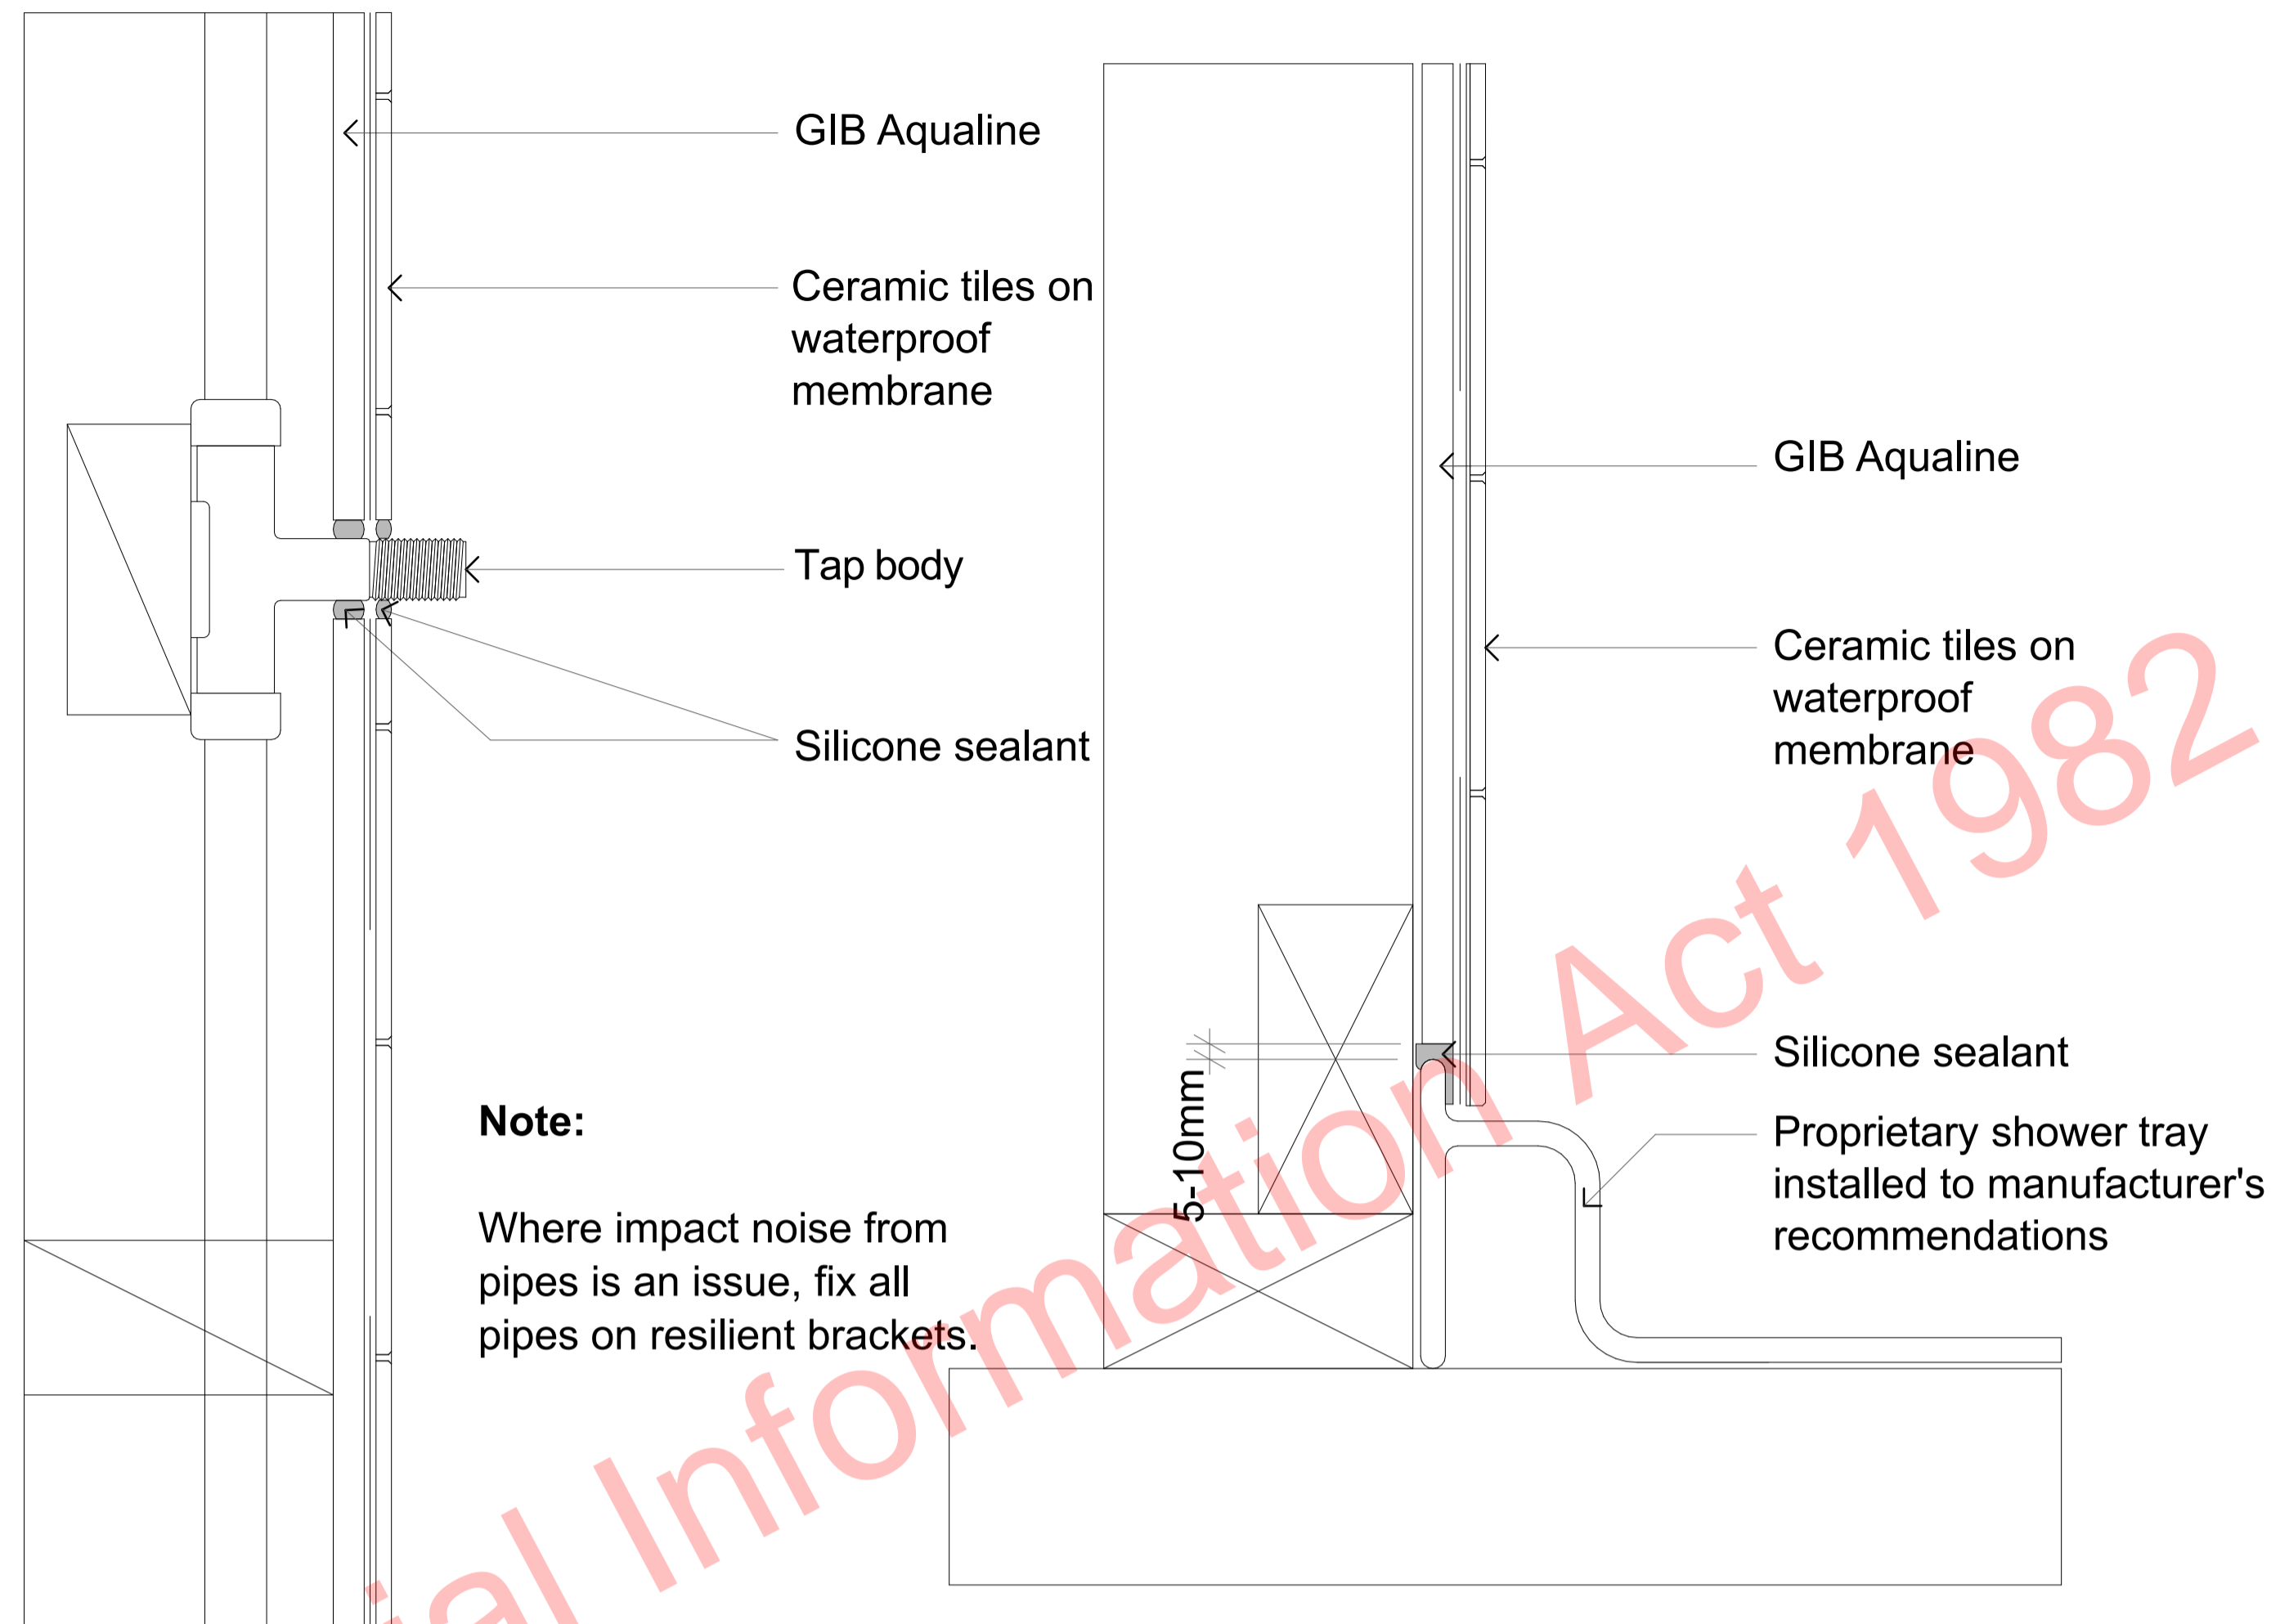 GIB Aqualine
Ceramic tiles on
waterproof
membrane
Tap body
Silicone sealant
Note:
Where impact noise from
pipes is an issue, fix all
pipes on resilient brackets.
GIB Aqualine
Ceramic tiles on
waterproof
membrane
5-10mm
Silicone sealant
Proprietary shower tray
installed to manufacturer's
recommendations
Information Act 1982